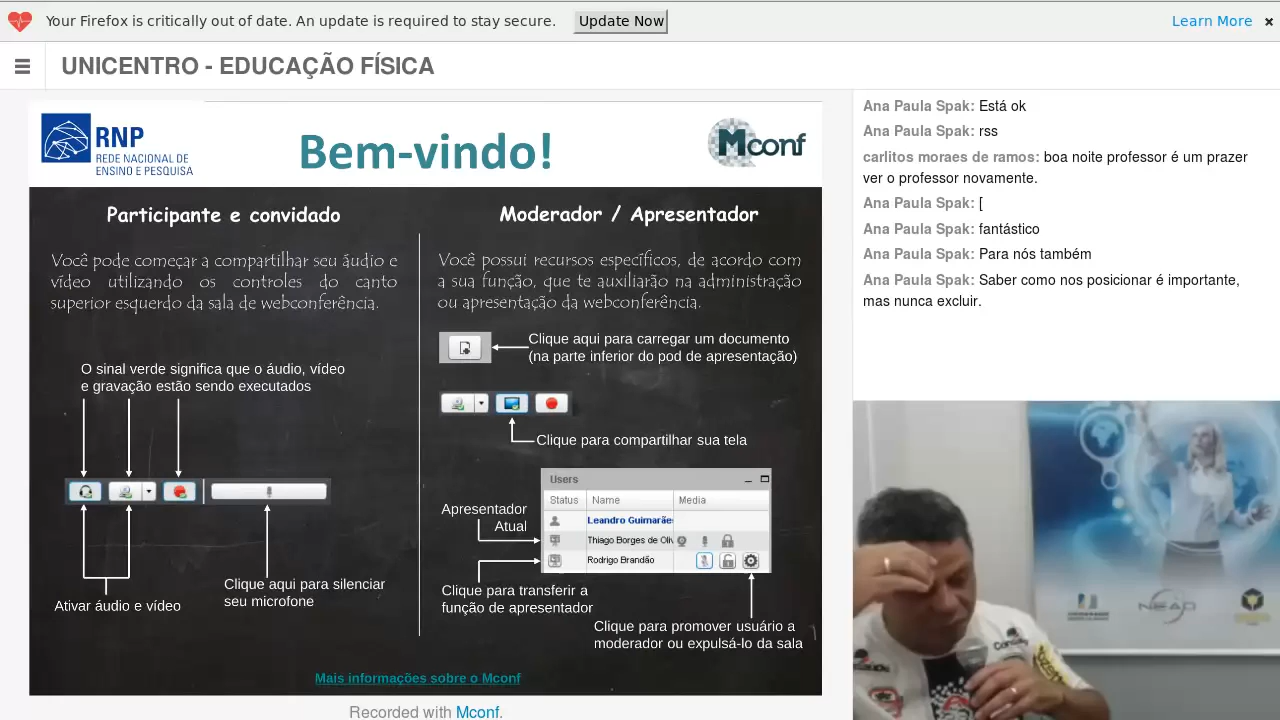 Your Firefox is critically out of date. An update is required to stay secure.
Update Now
Learn More ×
UNICENTRO - EDUCAÇÃO FÍSICA
RNP
REDE NACIONAL DE
ENSINO E PESQUISA
Bem-vindo!
Mconf
Participante e convidado
Você pode começar a compartilhar seu áudio e
vídeo utilizando os controles do canto
superior esquerdo da sala de webconferência.
O sinal verde significa que o áudio, vídeo
e gravação estão sendo executados
Ativar áudio e vídeo
Clique aqui para silenciar
seu microfone
Moderador / Apresentador
Você possui recursos específicos, de acordo com
a sua função, que te auxiliarão na administração
ou apresentação da webconferência.
Clique aqui para carregar um documento
(na parte inferior do pod de apresentação)
Clique para compartilhar sua tela
Users
Status Name Media
Leandro Guimarães
Thiago Borges de Oliv
Rodrigo Brandão
Apresentador
Atual
Clique para transferir a
função de apresentador
Clique para promover usuário a
moderador ou expulsá-lo da sala
Mais informações sobre o Mconf
Recorded with Mconf.
Ana Paula Spak: Está ok
Ana Paula Spak: rss
carlitos moraes de ramos: boa noite professor é um prazer
ver o professor novamente.
Ana Paula Spak: [
Ana Paula Spak: fantástico
Ana Paula Spak: Para nós também
Ana Paula Spak: Saber como nos posicionar é importante,
mas nunca excluir.
NEAD